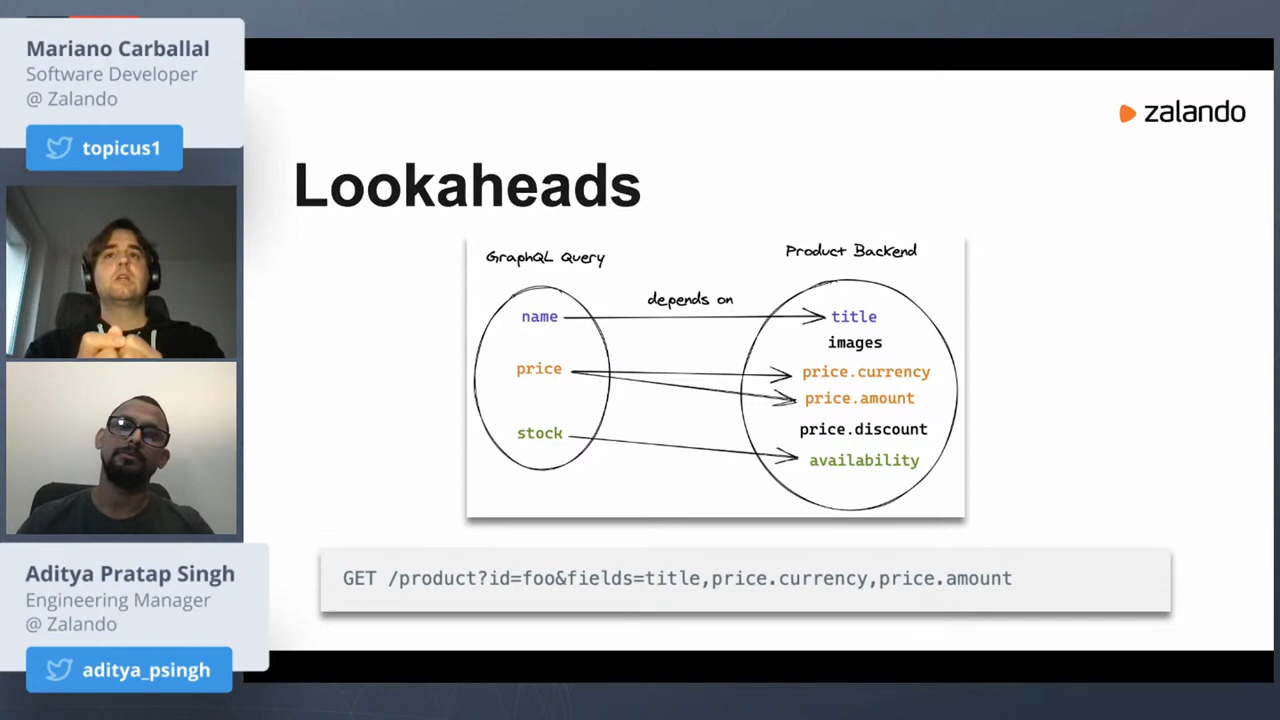 Mariano Carballal
Software Developer
@ Zalando
topicus1
Aditya Pratap Singh
Engineering Manager
@ Zalando
aditya_psingh
zalando
Lookaheads
GraphQL Query
Product Backend
depends on
name
title
images
price
price.currency
price.amount
price.discount
stock
availability
GET /product?id=foo&fields=title,price.currency,price.amount